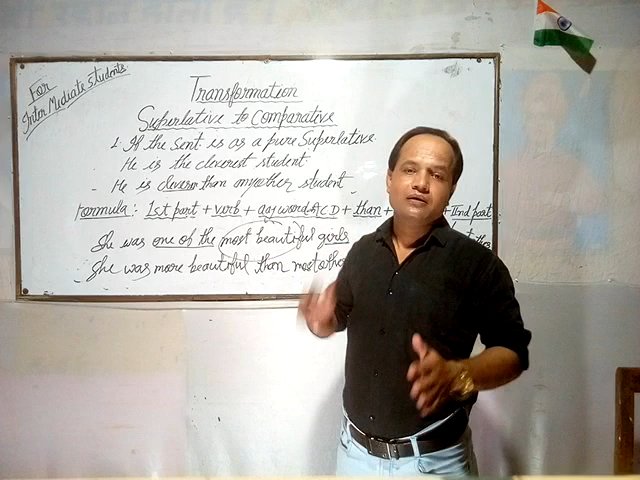 For
Inter Mediate students
Transformation
Superlative to Comparative
1. If the sent is as a pure Superlative.
He is the cleverest student
- He is cleverer than any other student -
Formula: 1st part + verb + adj word of C D + than + + IInd part
She was one of the most beautiful girls
- She was more beautiful than most othe